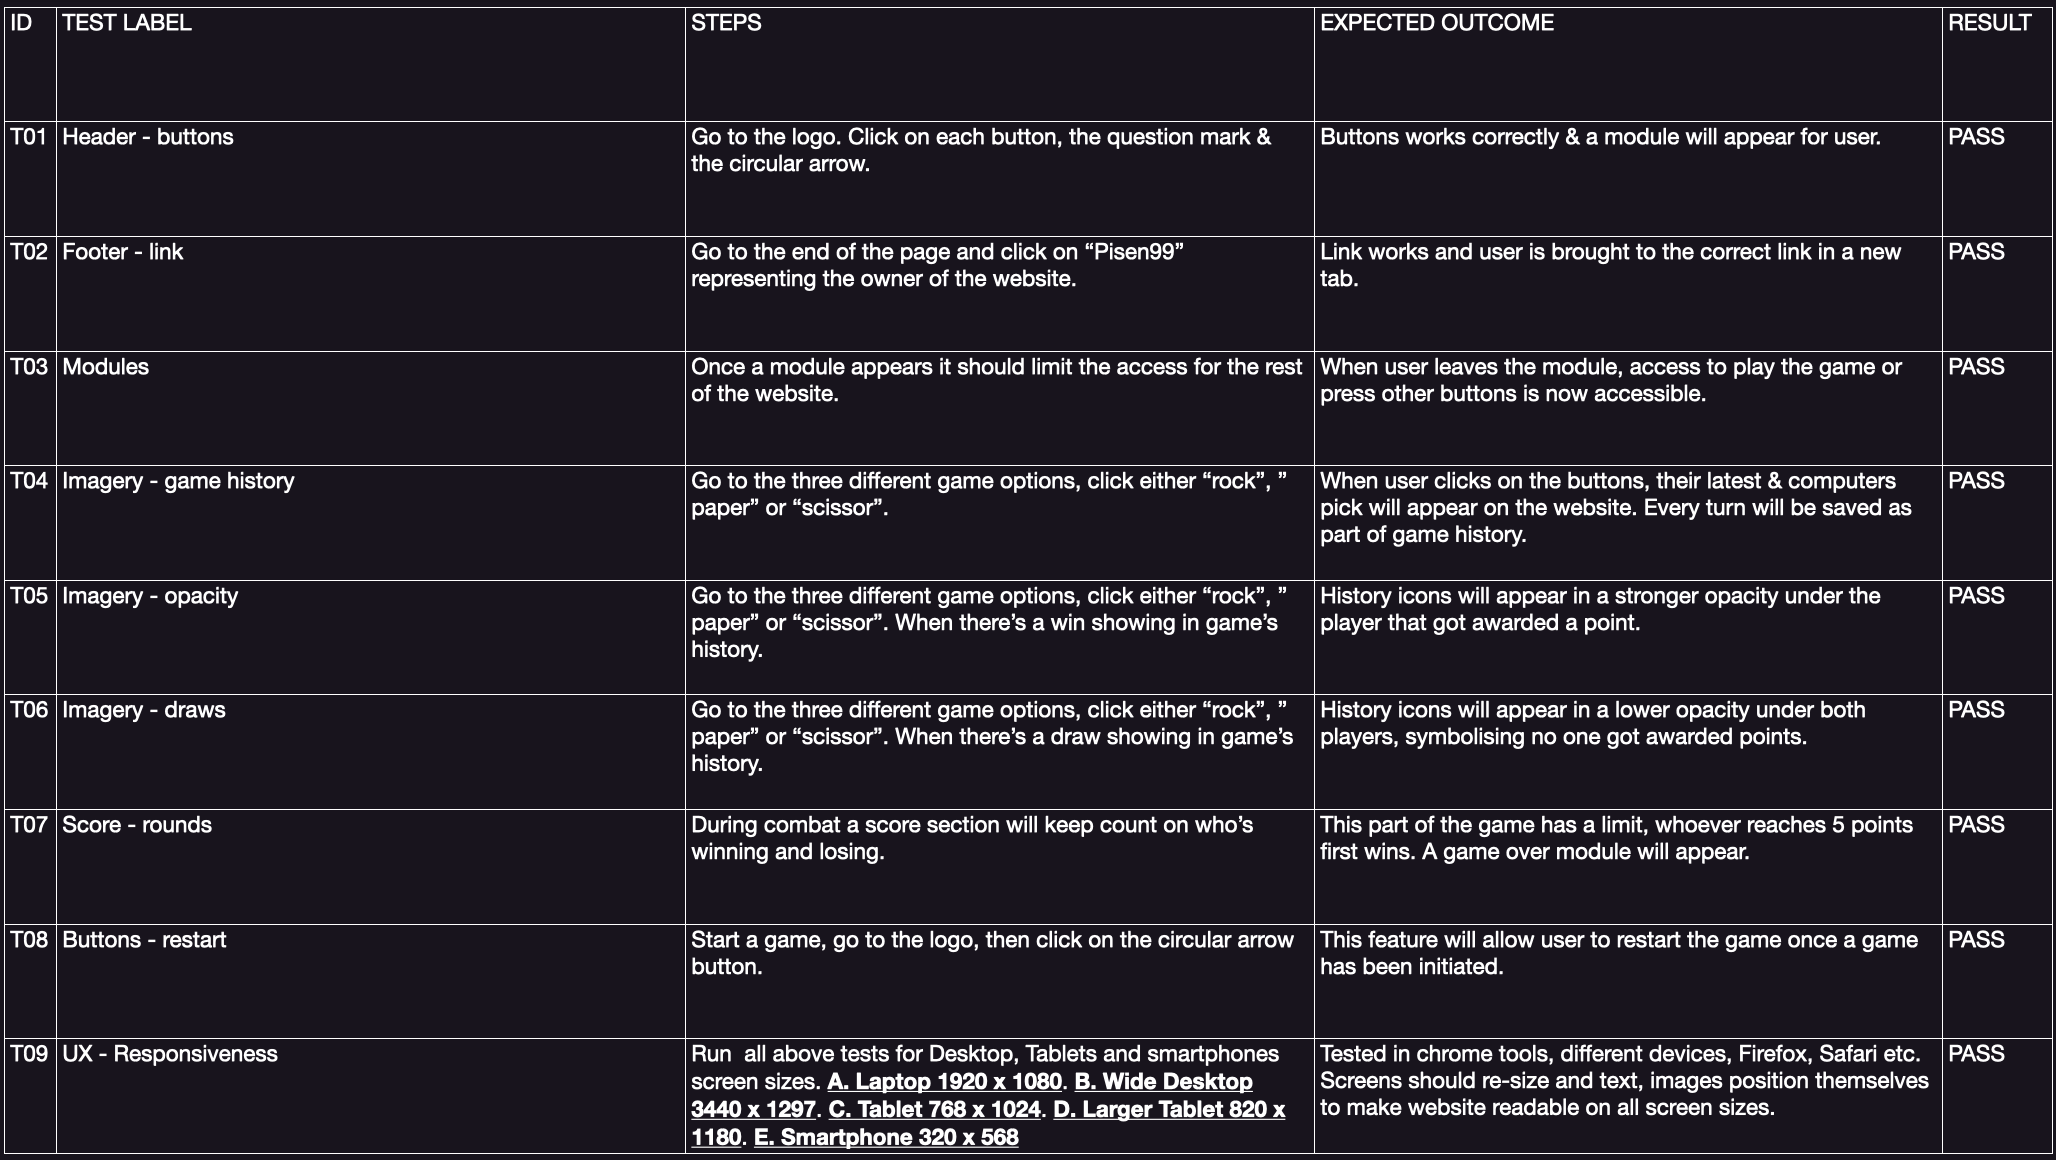 ID TEST LABEL STEPS EXPECTED OUTCOME RESULT
T01 Header - buttons Go to the logo. Click on each button, the question mark &
the circular arrow.
Buttons works correctly & a module will appear for user. PASS
T02 Footer - link Go to the end of the page and click on “Pisen99”
representing the owner of the website.
Link works and user is brought to the correct link in a new
tab.
PASS
T03 Modules Once a module appears it should limit the access for the rest
of the website.
When user leaves the module, access to play the game or
press other buttons is now accessible.
PASS
T04 Imagery - game history Go to the three different game options, click either “rock”, ”
paper” or “scissor”.
When user clicks on the buttons, their latest & computers
pick will appear on the website. Every turn will be saved as
part of game history.
PASS
T05 Imagery - opacity Go to the three different game options, click either “rock”, ”
paper” or “scissor”. When there’s a win showing in game’s
history.
History icons will appear in a stronger opacity under the
player that got awarded a point.
PASS
T06 Imagery - draws Go to the three different game options, click either “rock”, ”
paper” or “scissor”. When there’s a draw showing in game’s
history.
History icons will appear in a lower opacity under both
players, symbolising no one got awarded points.
PASS
T07 Score - rounds During combat a score section will keep count on who’s
winning and losing.
This part of the game has a limit, whoever reaches 5 points
first wins. A game over module will appear.
PASS
T08 Buttons - restart Start a game, go to the logo, then click on the circular arrow
button.
This feature will allow user to restart the game once a game
has been initiated.
PASS
T09 UX - Responsiveness Run  all above tests for Desktop, Tablets and smartphones
screen sizes. A. Laptop 1920 x 1080. B. Wide Desktop
3440 x 1297. C. Tablet 768 x 1024. D. Larger Tablet 820 x
1180. E. Smartphone 320 x 568
Tested in chrome tools, different devices, Firefox, Safari etc.
Screens should re-size and text, images position themselves
to make website readable on all screen sizes.
PASS